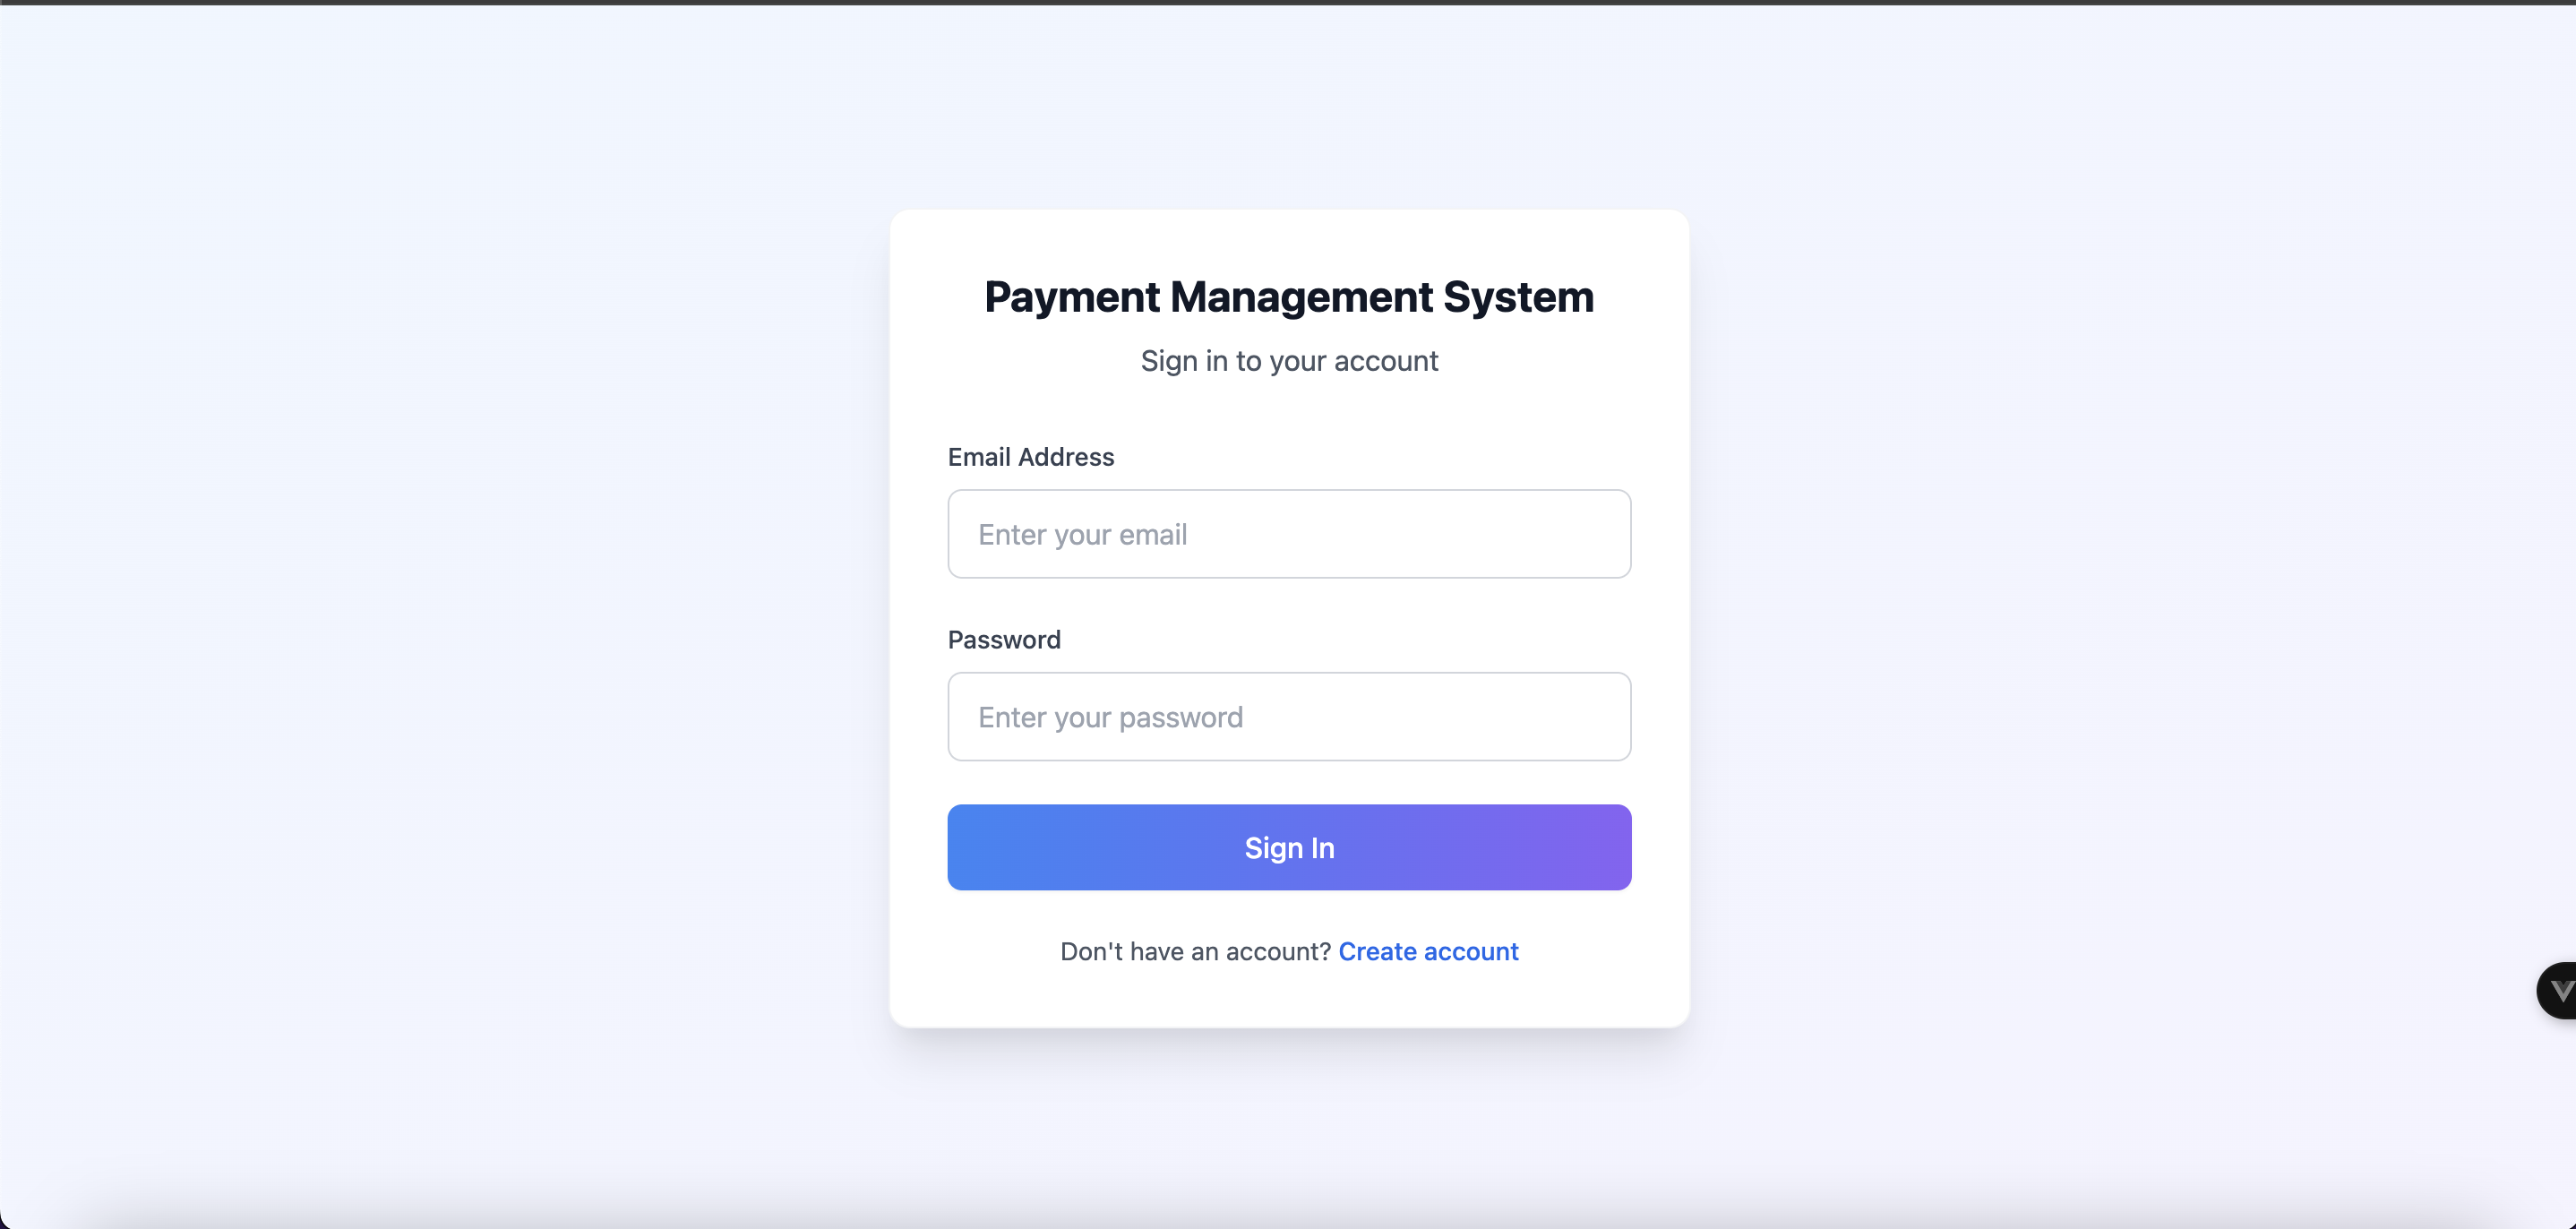 Payment Management System
Sign in to your account
Email Address
Enter your email
Password
Enter your password
Sign In
Don't have an account? Create account